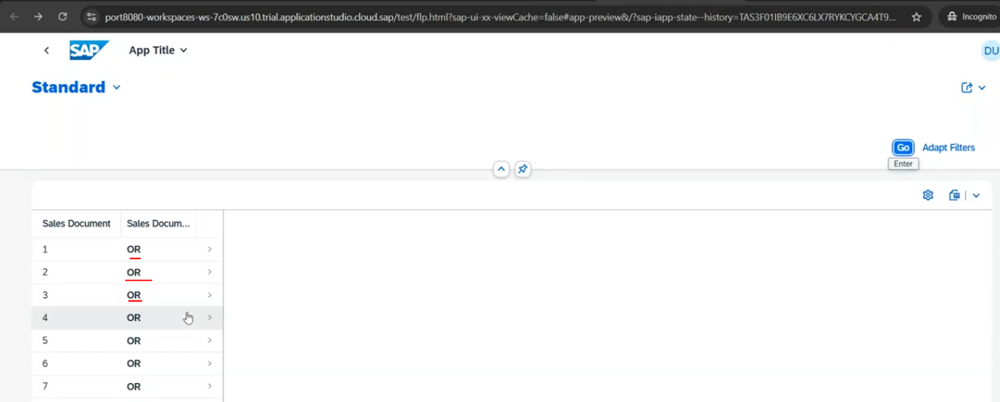 port8080-workspaces-ws-7c0sw.us10.trial.applicationstudio.cloud.sap/test/flp.html?sap-ui-xx-viewCache=false#app-preview&/?sap-iapp-state--history=TAS3F01IB9E6XC6LX7RYKCYGCA4T9... Incognito
SAP App Title DU
Standard
Go Adapt Filters
Enter
Sales Document Sales Docum...
1 OR
2 OR
3 OR
4 OR
5 OR
6 OR
7 OR